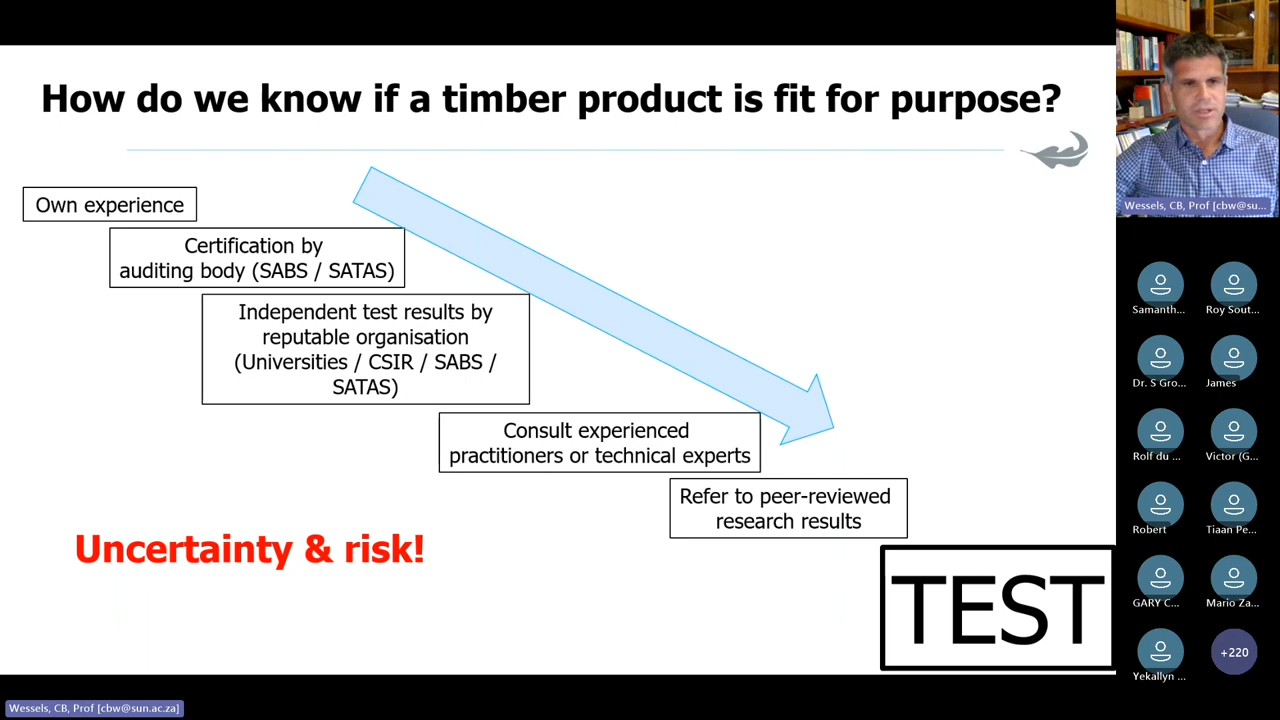 How do we know if a timber product is fit for purpose?
Own experience
Certification by
auditing body (SABS / SATAS)
Independent test results by
reputable organisation
(Universities / CSIR / SABS /
SATAS)
Consult experienced
practitioners or technical experts
Refer to peer-reviewed
research results
Uncertainty & risk!
TEST
Wessels, CB, Prof [cbw@su...
Samanth...
Roy Sout...
Dr. S Gro...
James
Rolf du ...
Victor (G...
Robert
Tiaan Pe...
GARY C...
Mario Za...
Yekallyn ...
+220
Wessels, CB, Prof [cbw@sun.ac.za]